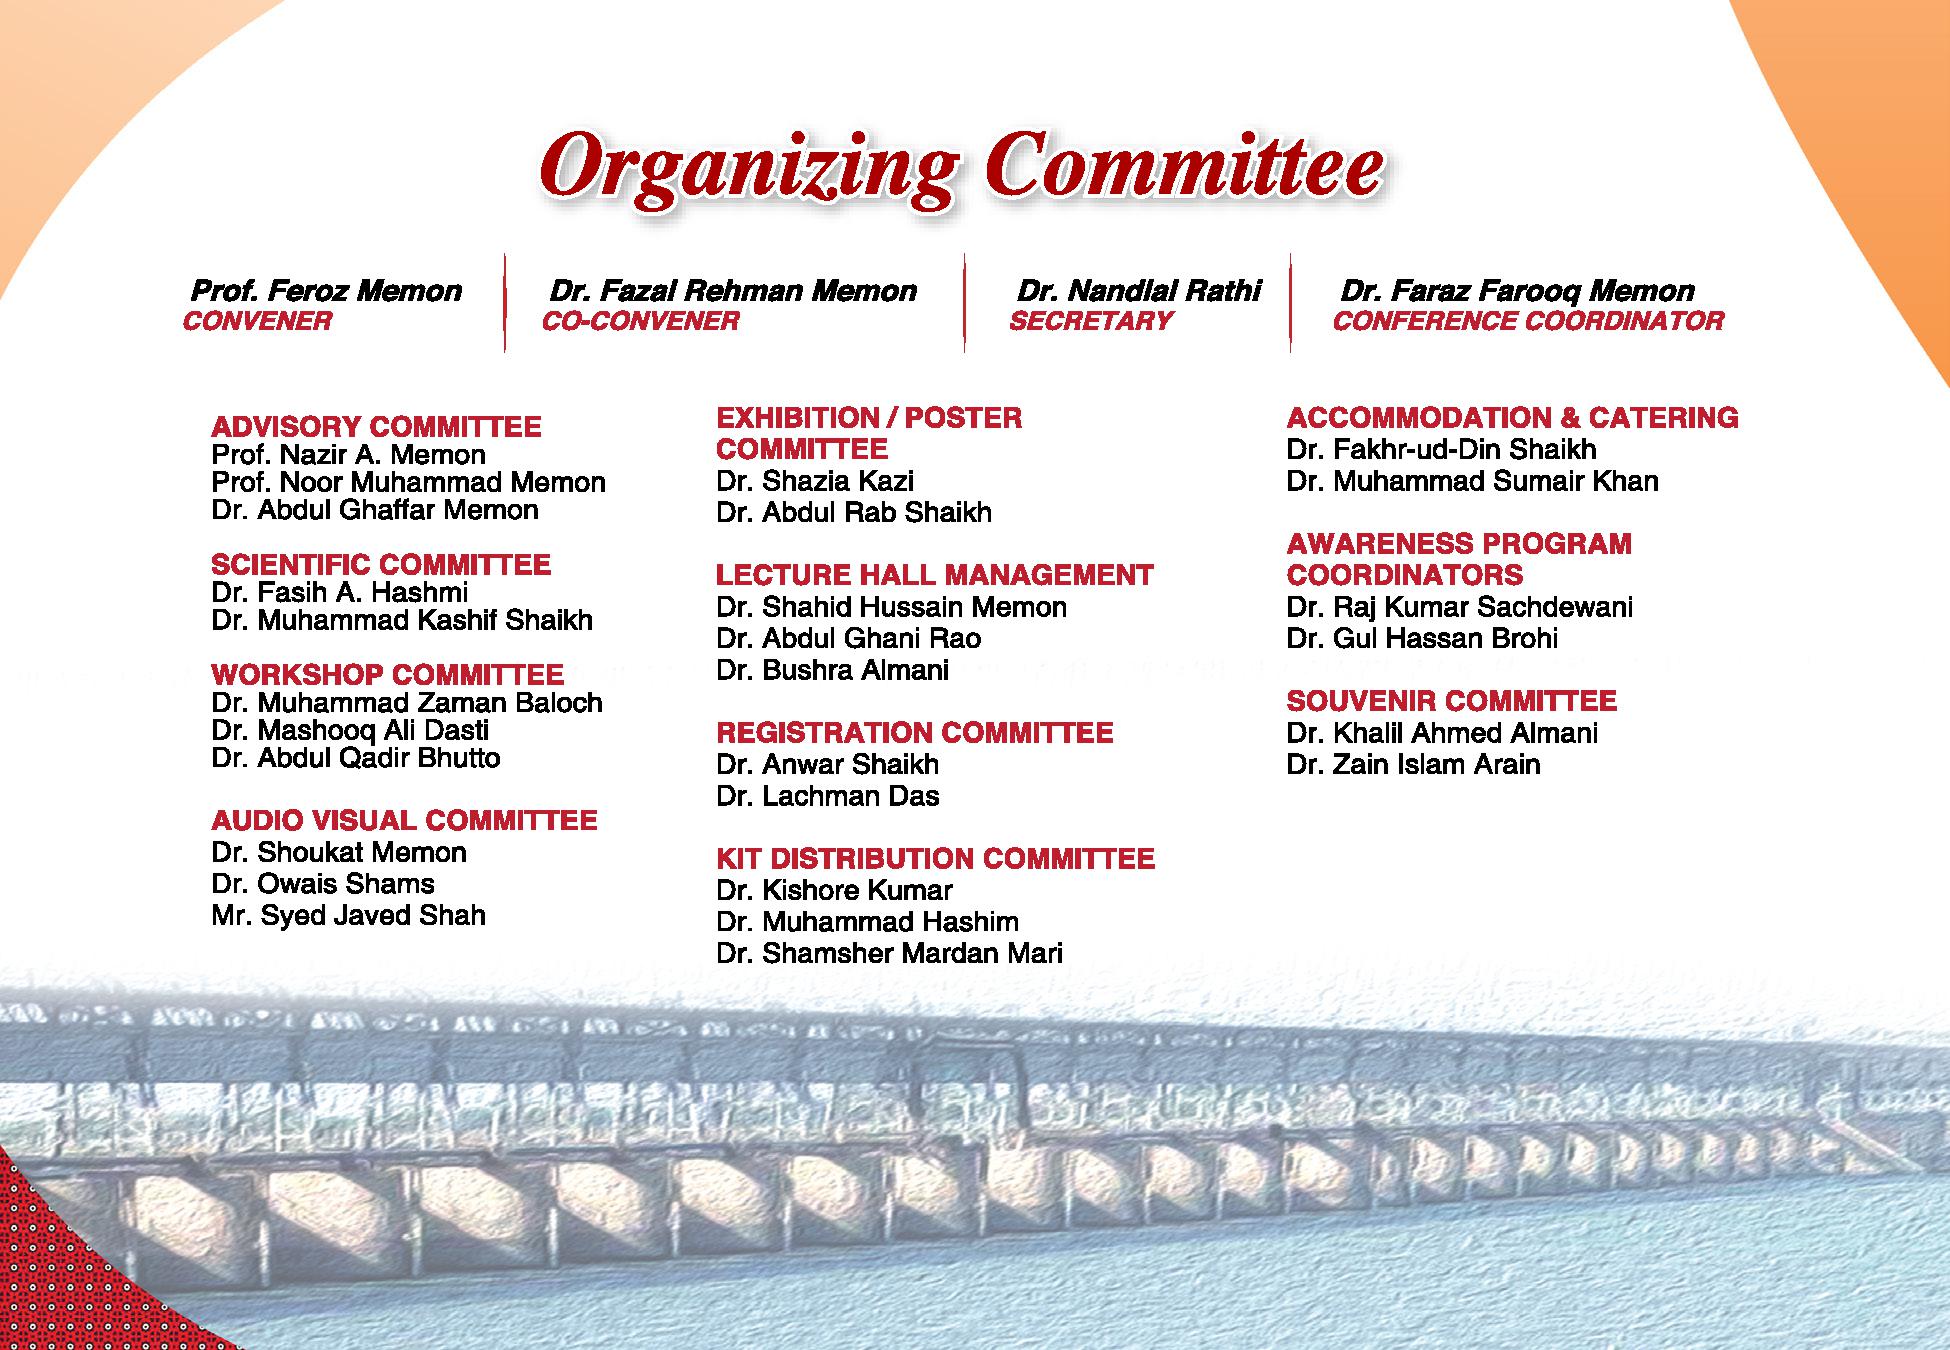 Organizing Committee
Prof. Feroz Memon
CONVENER
Dr. Fazal Rehman Memon
CO-CONVENER
Dr. Nandlal Rathi
SECRETARY
Dr. Faraz Farooq Memon
CONFERENCE COORDINATOR
ADVISORY COMMITTEE
Prof. Nazir A. Memon
Prof. Noor Muhammad Memon
Dr. Abdul Ghaffar Memon
SCIENTIFIC COMMITTEE
Dr. Fasih A. Hashmi
Dr. Muhammad Kashif Shaikh
WORKSHOP COMMITTEE
Dr. Muhammad Zaman Baloch
Dr. Mashooq Ali Dasti
Dr. Abdul Qadir Bhutto
AUDIO VISUAL COMMITTEE
Dr. Shoukat Memon
Dr. Owais Shams
Mr. Syed Javed Shah
EXHIBITION / POSTER
COMMITTEE
Dr. Shazia Kazi
Dr. Abdul Rab Shaikh
LECTURE HALL MANAGEMENT
Dr. Shahid Hussain Memon
Dr. Abdul Ghani Rao
Dr. Bushra Almani
REGISTRATION COMMITTEE
Dr. Anwar Shaikh
Dr. Lachman Das
KIT DISTRIBUTION COMMITTEE
Dr. Kishore Kumar
Dr. Muhammad Hashim
Dr. Shamsher Mardan Mari
ACCOMMODATION & CATERING
Dr. Fakhr-ud-Din Shaikh
Dr. Muhammad Sumair Khan
AWARENESS PROGRAM
COORDINATORS
Dr. Raj Kumar Sachdewani
Dr. Gul Hassan Brohi
SOUVENIR COMMITTEE
Dr. Khalil Ahmed Almani
Dr. Zain Islam Arain